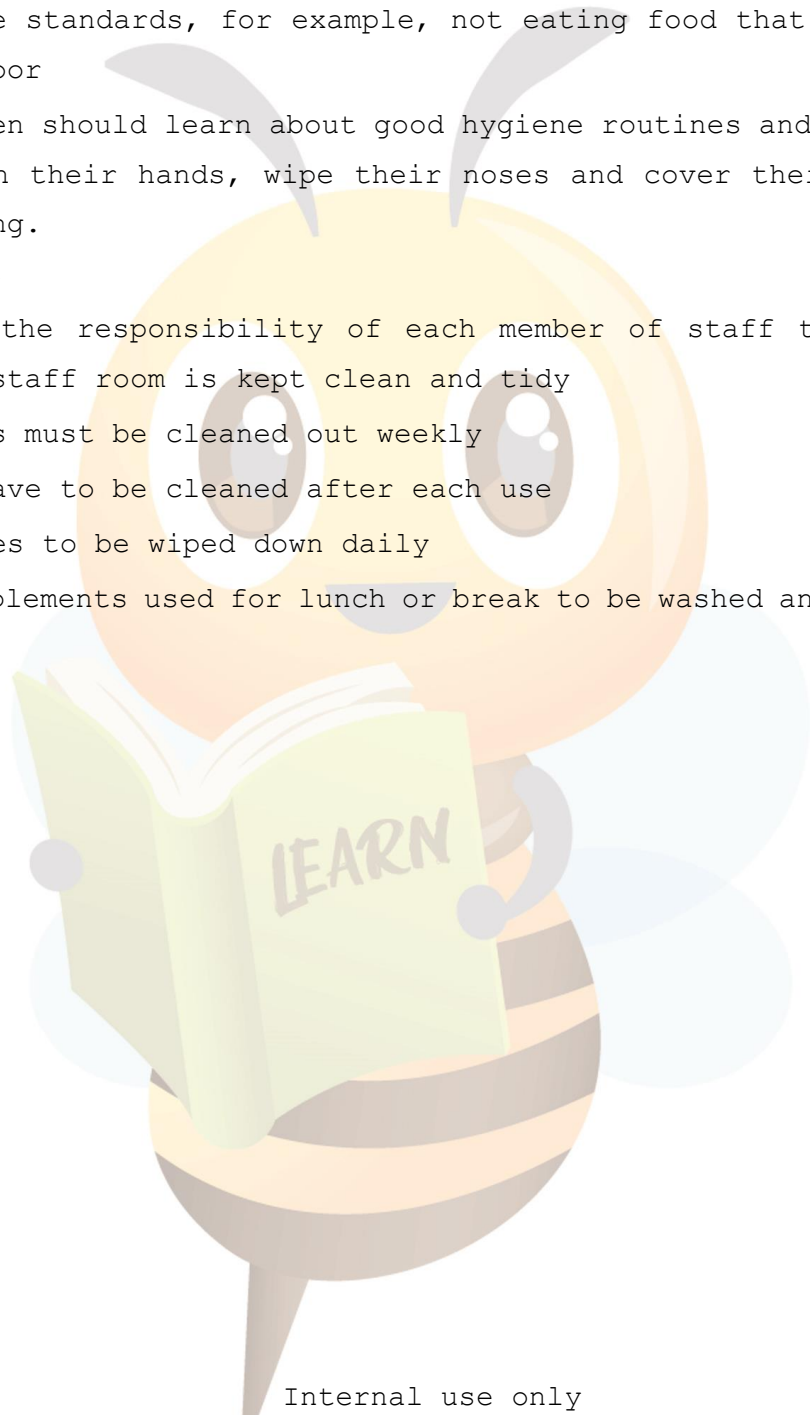 e standards, for example, not eating food that
oor
en should learn about good hygiene routines and
n their hands, wipe their noses and cover thei
ng.
the responsibility of each member of staff t
staff room is kept clean and tidy
s must be cleaned out weekly
ave to be cleaned after each use
es to be wiped down daily
plements used for lunch or break to be washed an
LEARN
Internal use only